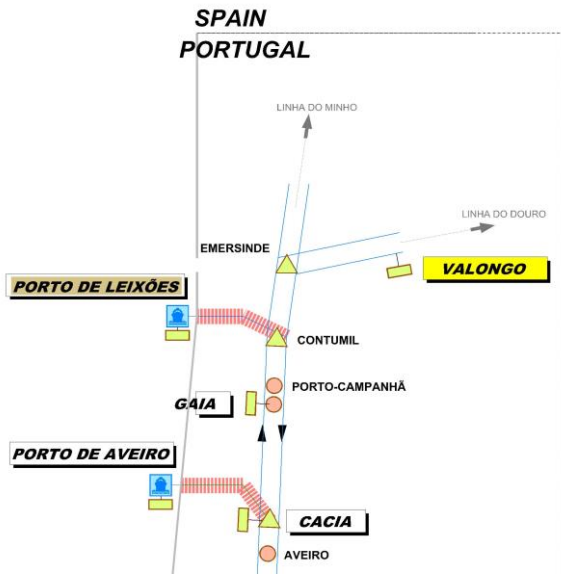 SPAIN
PORTUGAL
LINHA DO MINHO
LINHA DO DOURO
EMERSINDE
VALONGO
PORTO DE LEIXÕES
CONTUMIL
PORTO-CAMPANHÃ
GAIA
PORTO DE AVEIRO
CACIA
AVEIRO